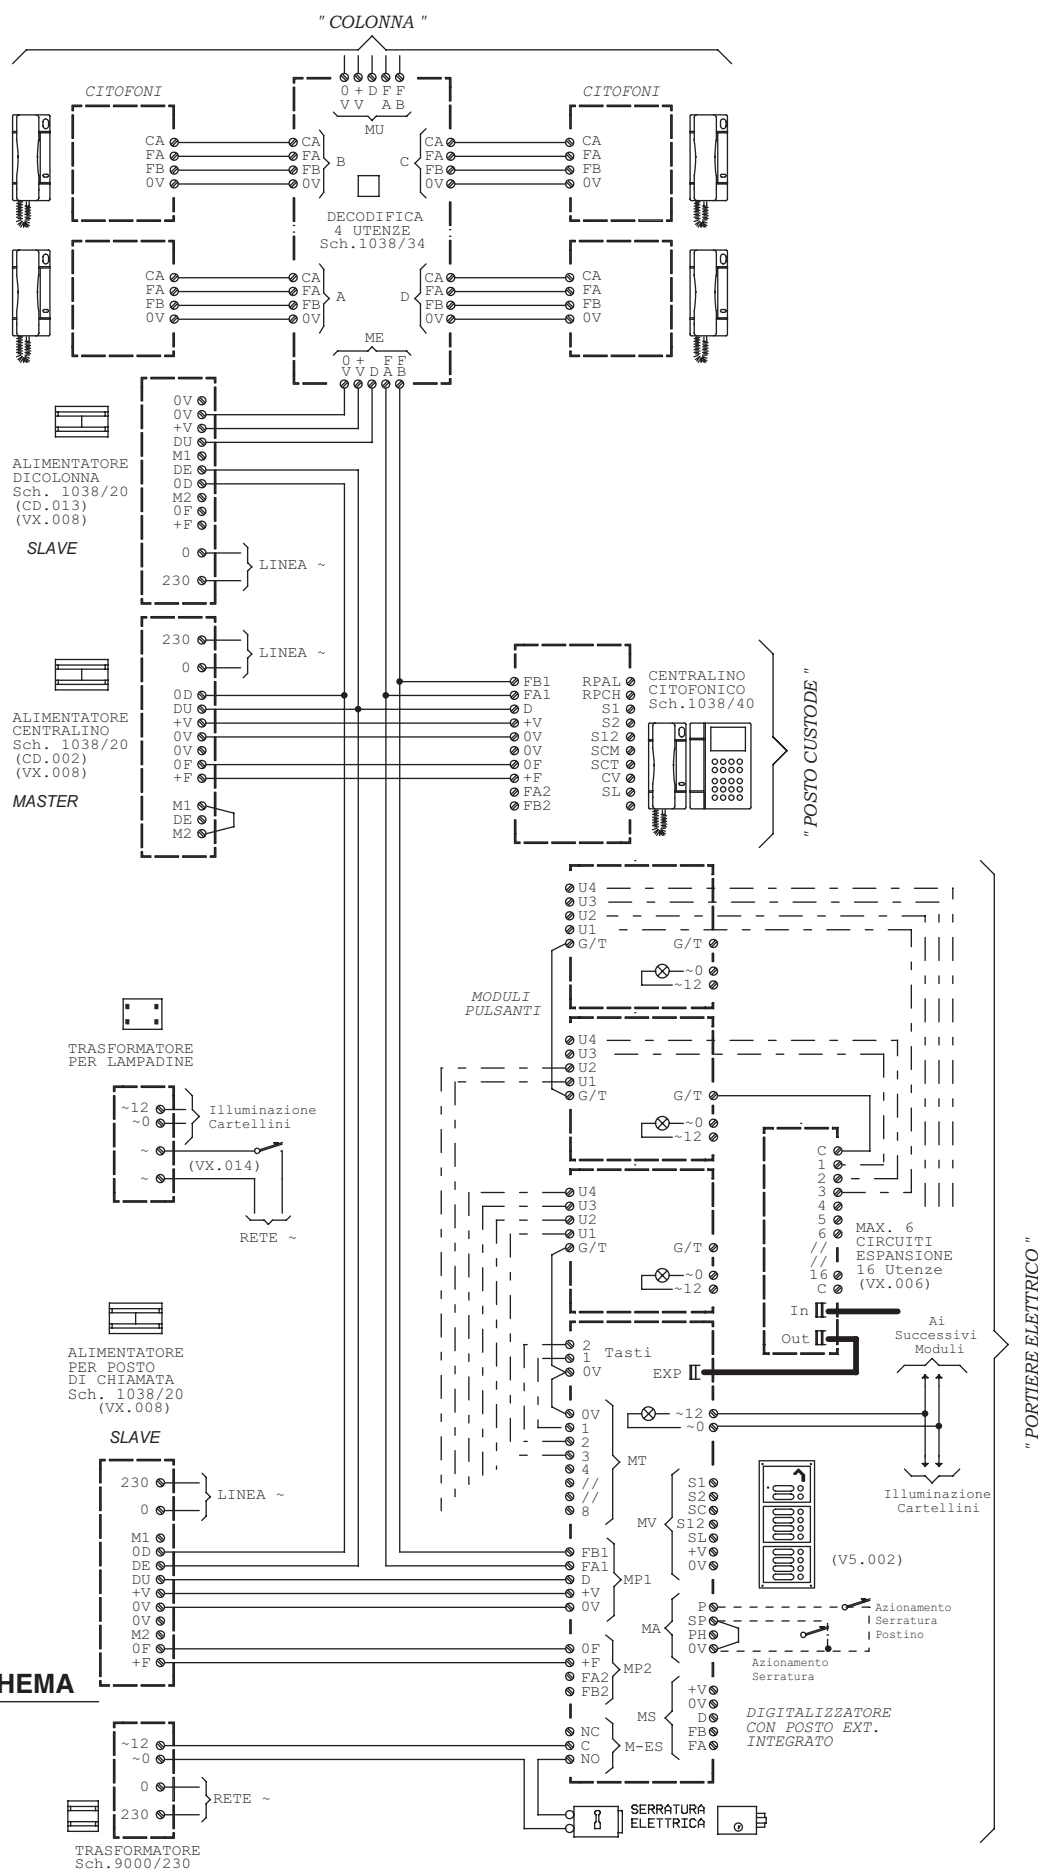 " COLONNA "
CITOFONI
CITOFONI
0 + D F F
V V A B
MU
CA
FA
FB
0V
CA
FA
FB
0V
B
C
CA
FA
FB
0V
CA
FA
FB
0V
DECODIFICA
4 UTENZE
Sch.1038/34
CA
FA
FB
0V
CA
FA
FB
0V
A
D
CA
FA
FB
0V
CA
FA
FB
0V
ME
0 + F F
V V D A B
ALIMENTATORE
DICOLONNA
Sch. 1038/20
(CD.013)
(VX.008)
SLAVE
0V
0V
+V
DU
M1
DE
0D
M2
0F
+F
0
230
LINEA ~
ALIMENTATORE
CENTRALINO
Sch. 1038/20
(CD.002)
(VX.008)
MASTER
230
0
LINEA ~
0D
DU
+V
0V
0V
0F
+F
M1
DE
M2
FB1
FA1
D
+V
0V
0V
0F
+F
FA2
FB2
RPAL
RPCH
S1
S2
S12
SCM
SCT
CV
SL
CENTRALINO
CITOFONICO
Sch.1038/40
" POSTO CUSTODE "
U4
U3
U2
U1
G/T
G/T
~0
~12
MODULI
PULSANTI
U4
U3
U2
U1
G/T
G/T
~0
~12
U4
U3
U2
U1
G/T
G/T
~0
~12
TRASFORMATORE
PER LAMPADINE
~12
~0
~
~
Illuminazione
Cartellini
(VX.014)
RETE ~
C
1
2
3
4
5
6
//
//
16
C
In
Out
MAX. 6
CIRCUITI
ESPANSIONE
16 Utenze
(VX.006)
Ai
Successivi
Moduli
Illuminazione
Cartellini
" PORTIERE ELETTRICO "
ALIMENTATORE
PER POSTO
DI CHIAMATA
Sch. 1038/20
(VX.008)
SLAVE
230
0
LINEA ~
M1
0D
DE
DU
+V
0V
0V
M2
0F
+F
2
1
0V
Tasti
EXP
0V
1
2
3
4
//
//
8
MT
~12
~0
S1
S2
SC
S12
SL
+V
0V
MV
FB1
FA1
D
+V
0V
MP1
P
SP
PH
0V
MA
0F
+F
FA2
FB2
MP2
+V
0V
D
FB
FA
MS
NC
C
NO
M-ES
(V5.002)
Azionamento
Serratura
Postino
Azionamento
Serratura
DIGITALIZZATORE
CON POSTO EXT.
INTEGRATO
HEMA
~12
~0
0
230
RETE ~
TRASFORMATORE
Sch.9000/230
SERRATURA
ELETTRICA